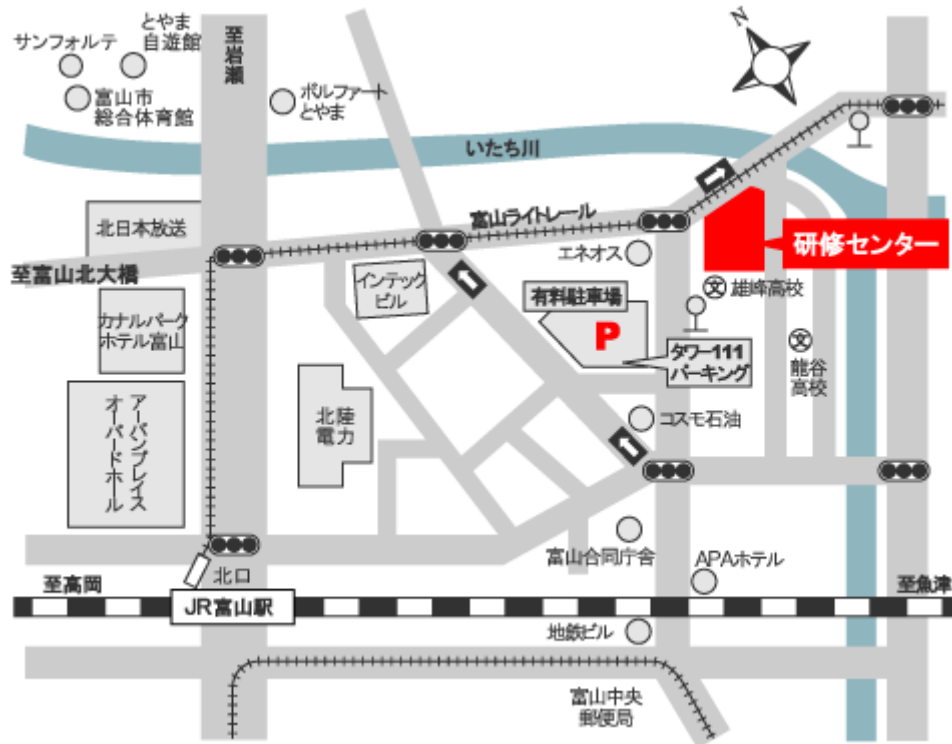 とやま
自遊館
サンフォルテ
富山市
総合体育館
至岩瀬
ボルファート
とやま
N
いたち川
北日本放送
富山ライトレール
エネオス
研修センター
至富山北大橋
インテック
ビル
有料駐車場
P
雄峰高校
文
文
龍谷
高校
カナルパーク
ホテル富山
タワー111
パーキング
アーバンプレイス
オーバードホール
北陸
電力
コスモ石油
富山合同庁舎
APAホテル
北口
至高岡
JR富山駅
至魚津
地鉄ビル
富山中央
郵便局